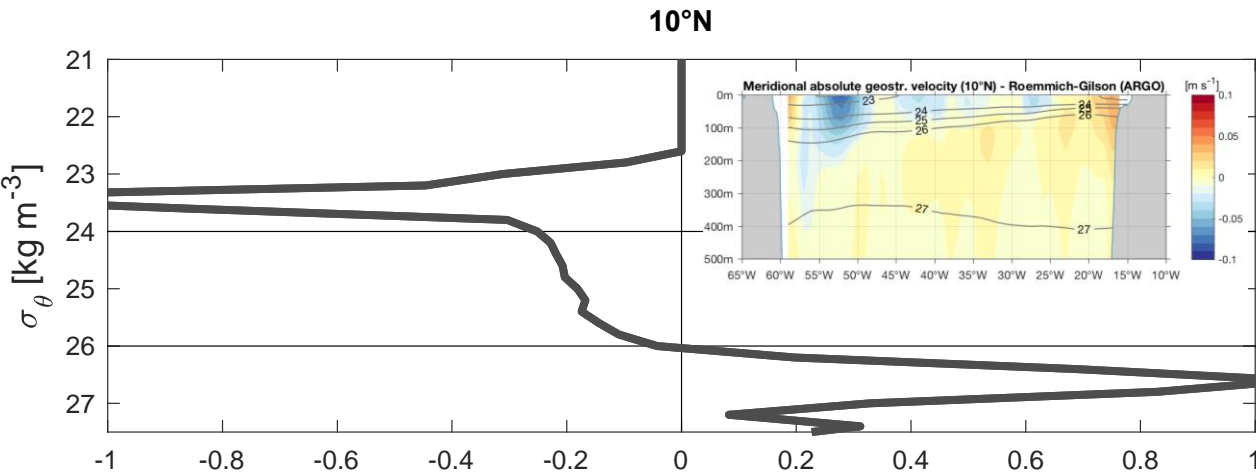 10°N
21
22
23
24
25
26
27
σθ [kg m-3]
-1 -0.8 -0.6 -0.4 -0.2 0 0.2 0.4 0.6 0.8 1
Meridional absolute geostr. velocity (10°N) - Roemmich-Gilson (ARGO)
[m s-1]
0m
100m
200m
300m
400m
500m
65°W 60°W 55°W 50°W 45°W 40°W 35°W 30°W 25°W 20°W 15°W 10°W
23
24
25
26
27
24
26
27
0.1
0.05
0
-0.05
-0.1